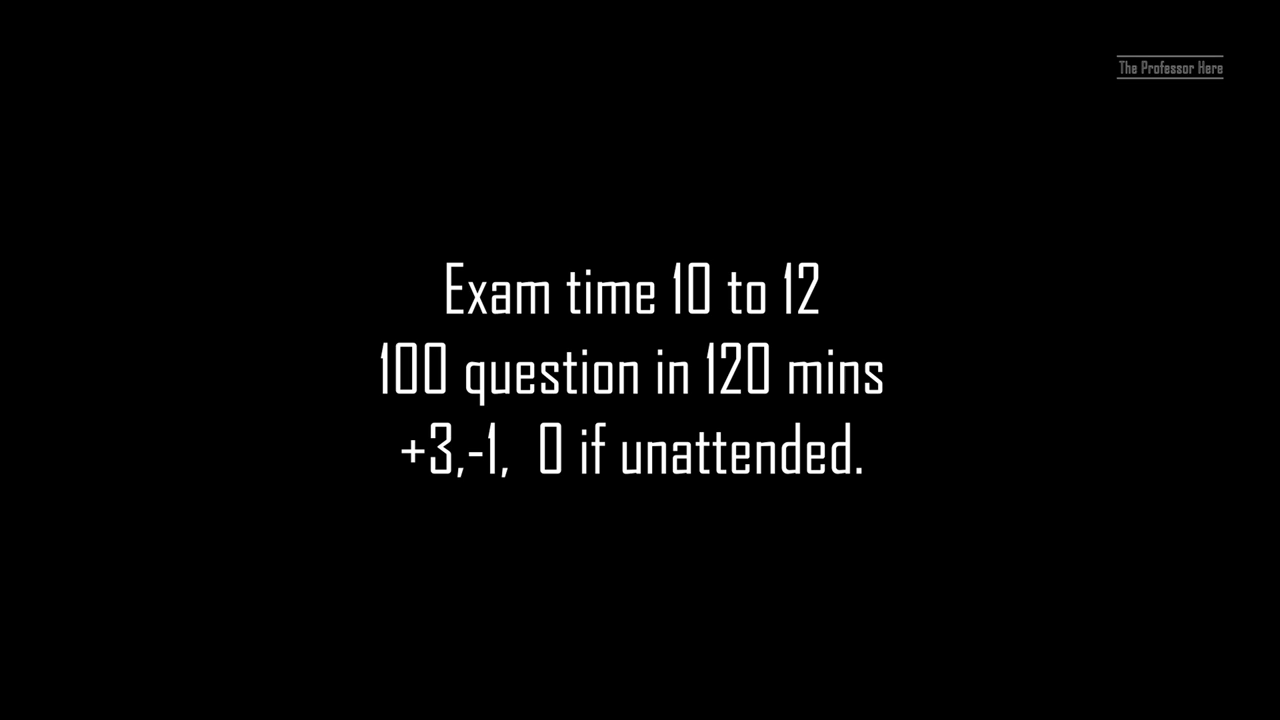 The Professor Here
Exam time 10 to 12
100 question in 120 mins
+3,-1, 0 if unattended.